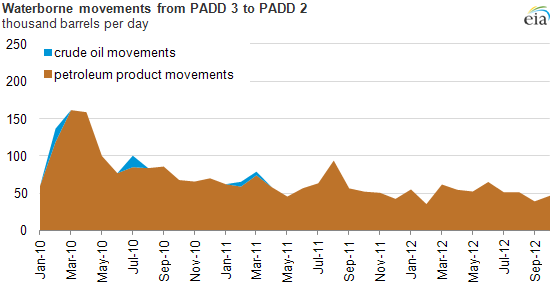 Waterborne movements from PADD 3 to PADD 2
thousand barrels per day
eia
250
200
150
100
50
0
crude oil movements
petroleum product movements
Jan-10
Mar-10
May-10
Jul-10
Sep-10
Nov-10
Jan-11
Mar-11
May-11
Jul-11
Sep-11
Nov-11
Jan-12
Mar-12
May-12
Jul-12
Sep-12